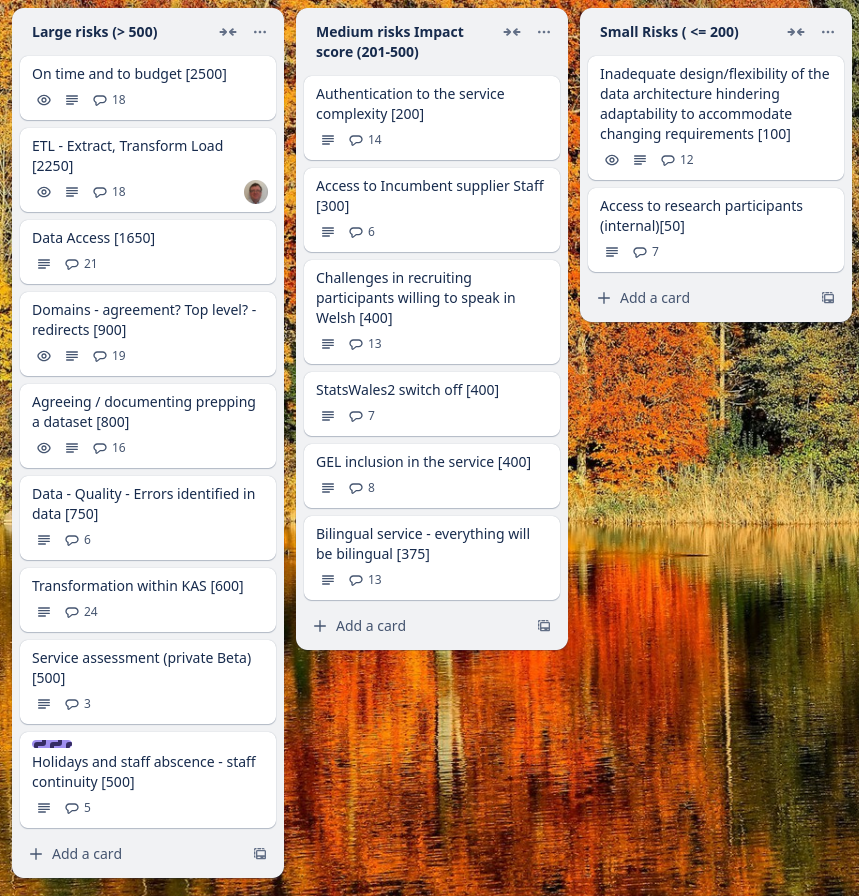 Large risks (> 500)
On time and to budget [2500]
18
ETL - Extract, Transform Load
[2250]
18
Data Access [1650]
21
Domains - agreement? Top level? -
redirects [900]
19
Agreeing / documenting prepping
a dataset [800]
16
Data - Quality - Errors identified in
data [750]
6
Transformation within KAS [600]
24
Service assessment (private Beta)
[500]
3
Holidays and staff abscence - staff
continuity [500]
5
Add a card
Medium risks Impact
score (201-500)
Authentication to the service
complexity [200]
14
Access to Incumbent supplier Staff
[300]
6
Challenges in recruiting
participants willing to speak in
Welsh [400]
13
StatsWales2 switch off [400]
7
GEL inclusion in the service [400]
8
Bilingual service - everything will
be bilingual [375]
13
Add a card
Small Risks ( <= 200)
Inadequate design/flexibility of the
data architecture hindering
adaptability to accommodate
changing requirements [100]
12
Access to research participants
(internal)[50]
7
Add a card